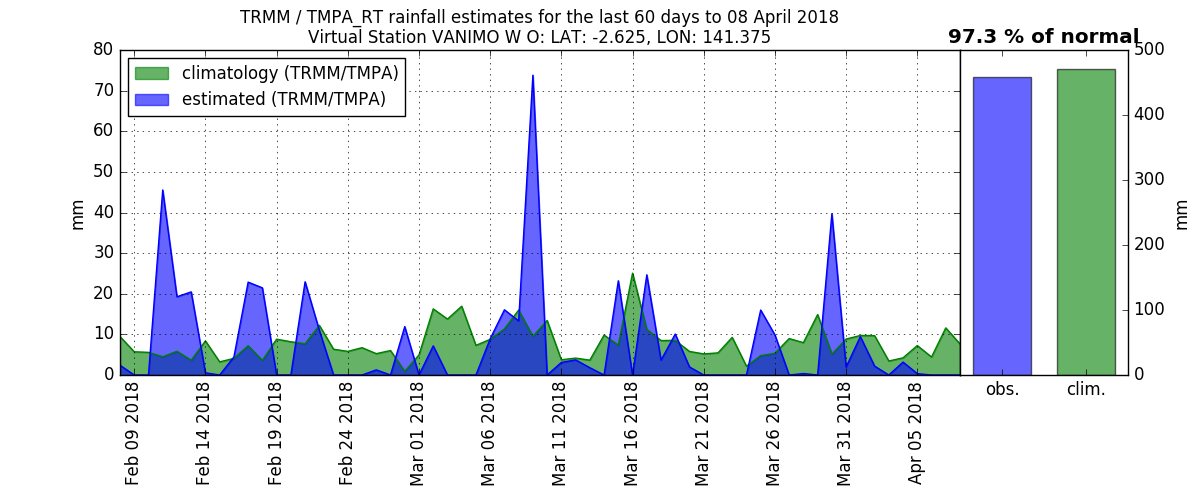 TRMM / TMPA_RT rainfall estimates for the last 60 days to 08 April 2018
Virtual Station VANIMO W O: LAT: -2.625, LON: 141.375
97.3 % of normal
climatology (TRMM/TMPA)
estimated (TRMM/TMPA)
80
70
60
50
40
30
20
10
0
mm
Feb 09 2018
Feb 14 2018
Feb 19 2018
Feb 24 2018
Mar 01 2018
Mar 06 2018
Mar 11 2018
Mar 16 2018
Mar 21 2018
Mar 26 2018
Mar 31 2018
Apr 05 2018
obs.
clim.
500
400
300
200
100
0
mm